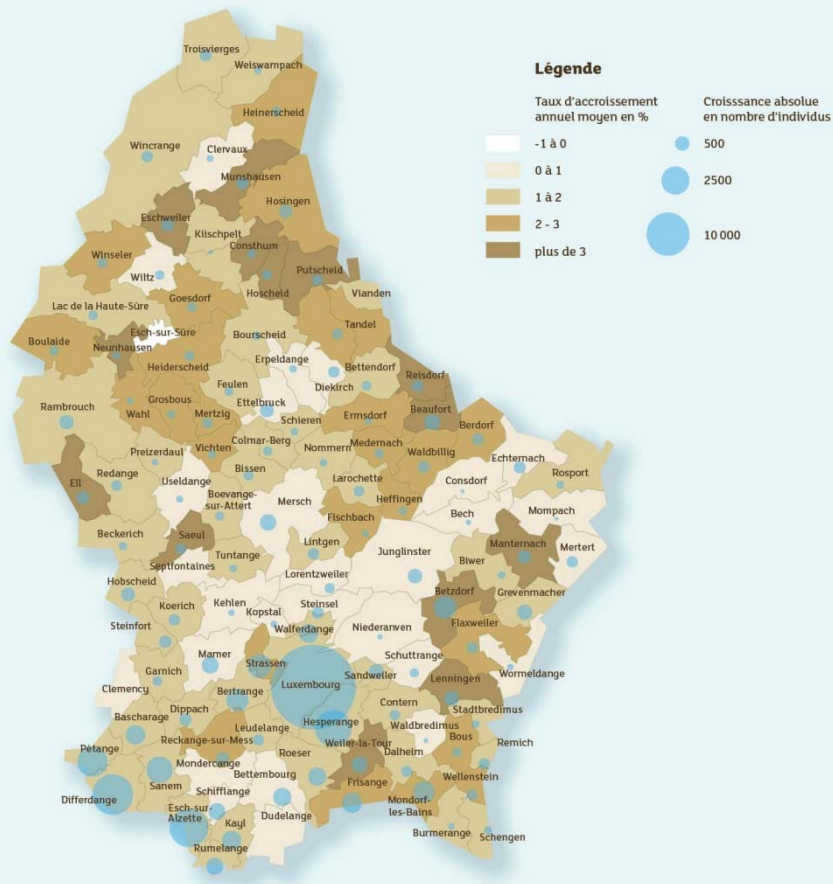 Légende
Taux d'accroissement
annuel moyen en %
-1 à 0
0 à 1
1 à 2
2 - 3
plus de 3
Croisssance absolue
en nombre d'individus
500
2500
10 000
Troisvierges
Weiswampach
Heinerscheid
Wincrange
Clervaux
Munshausen
Hosingen
Eschweiler
Kiischpelt
Consthum
Winseler
Wiltz
Putscheid
Hoscheid
Goesdorf
Vianden
Lac de la Haute-Sûre
Esch-sur-Sûre
Bourscheid
Tandel
Boulaide
Neunhausen
Erpeldange
Heiderscheid
Bettendorf
Reisdorf
Feulen
Diekirch
Grosbous
Ettelbruck
Rambrouch
Wahl
Mertzig
Schieren
Ermsdorf
Beaufort
Berdorf
Colmar-Berg
Medernach
Preizerdaul
Vichten
Nommern
Waldbillig
Echternach
Redange
Bissen
Rosport
Ell
Useldange
Larochette
Consdorf
Boevange-
sur-Attert
Mersch
Heffingen
Mompach
Fischbach
Bech
Beckerich
Saeul
Lintgen
Manternach
Mertert
Septfontaines
Tuntange
Junglinster
Biwer
Lorentzweiler
Hobscheid
Betzdorf
Grevenmacher
Koerich
Kehlen
Kopstal
Steinsel
Steinfort
Walferdange
Niederanven
Flaxweiler
Mamer
Strassen
Schuttrange
Garnich
Sandweiler
Lenningen
Wormeldange
Clemency
Luxembourg
Bertrange
Contern
Stadtbredimus
Bascharage
Dippach
Hesperange
Waldbredimus
Leudelange
Reckange-sur-Mess
Weiler-la-Tour
Bous
Remich
Pétange
Roeser
Dalheim
Mondercange
Bettembourg
Frisange
Wellenstein
Sanem
Schifflange
Differdange
Esch-sur-
Alzette
Dudelange
Mondorf-
les-Bains
Kayl
Burmerange
Schengen
Rumelange